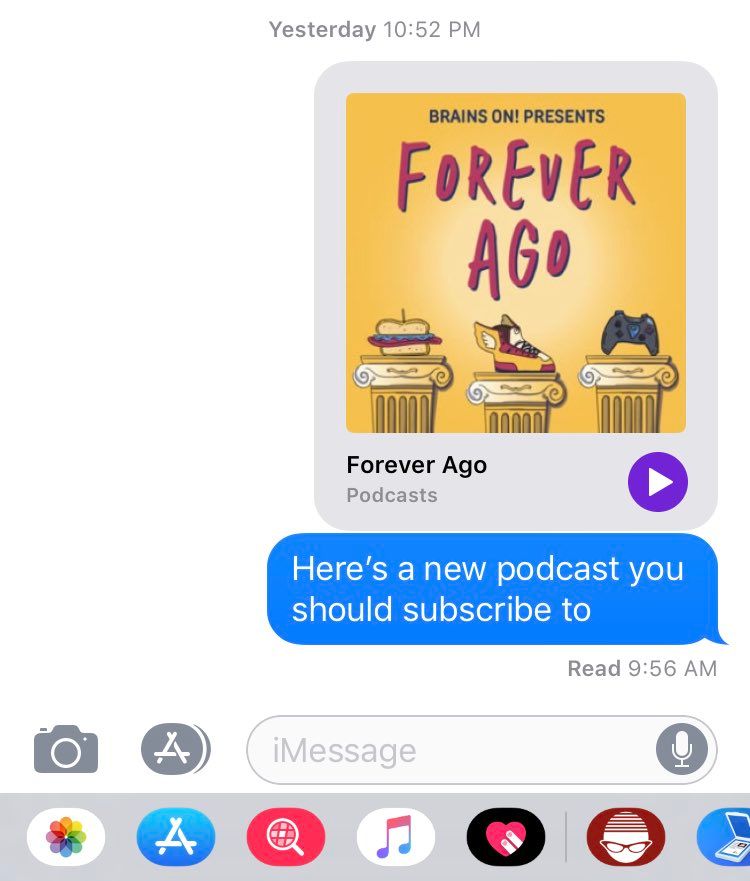 Yesterday 10:52 PM
BRAINS ON! PRESENTS
FOREVER
AGO
Forever Ago
Podcasts
Here’s a new podcast you
should subscribe to
Read 9:56 AM
iMessage